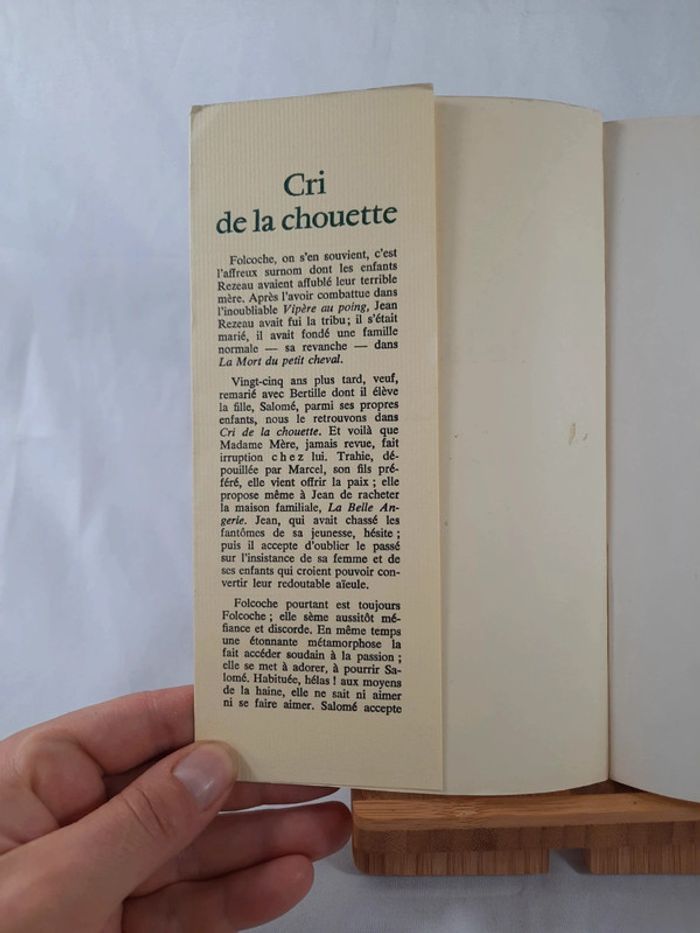 Cri
de la chouette
Folcoche, on s'en souvient, c'est
l'affreux surnom dont les enfants
Rezeau avaient affublé leur terrible
mère. Après l'avoir combattue dans
l'inoubliable Vipère au poing, Jean
Rezeau avait fui la tribu; il s'était
marié, il avait fondé une famille
normale — sa revanche — dans
La Mort du petit cheval.
Vingt-cinq ans plus tard, veuf,
remarié avec Bertille dont il élève
la fille, Salomé, parmi ses propres
enfants, nous le retrouvons dans
Cri de la chouette. Et voilà que
Madame Mère, jamais revue, fait
irruption chez lui. Trahie, dé-
pouillée par Marcel, son fils pré-
féré, elle vient offrir la paix ; elle
propose même à Jean de racheter
la maison familiale, La Belle An-
gerie. Jean, qui avait chassé les
fantômes de sa jeunesse, hésite ;
puis il accepte d'oublier le passé
sur l'insistance de sa femme et de
ses enfants qui croient pouvoir con-
vertir leur redoutable aïeule.
Folcoche pourtant est toujours
Folcoche ; elle sème aussitôt mé-
fiance et discorde. En même temps
une étonnante métamorphose la
fait accéder soudain à la passion ;
elle se met à adorer, à pourrir Sa-
lomé. Habituée, hélas ! aux moyens
de la haine, elle ne sait ni aimer
ni se faire aimer. Salomé accepte